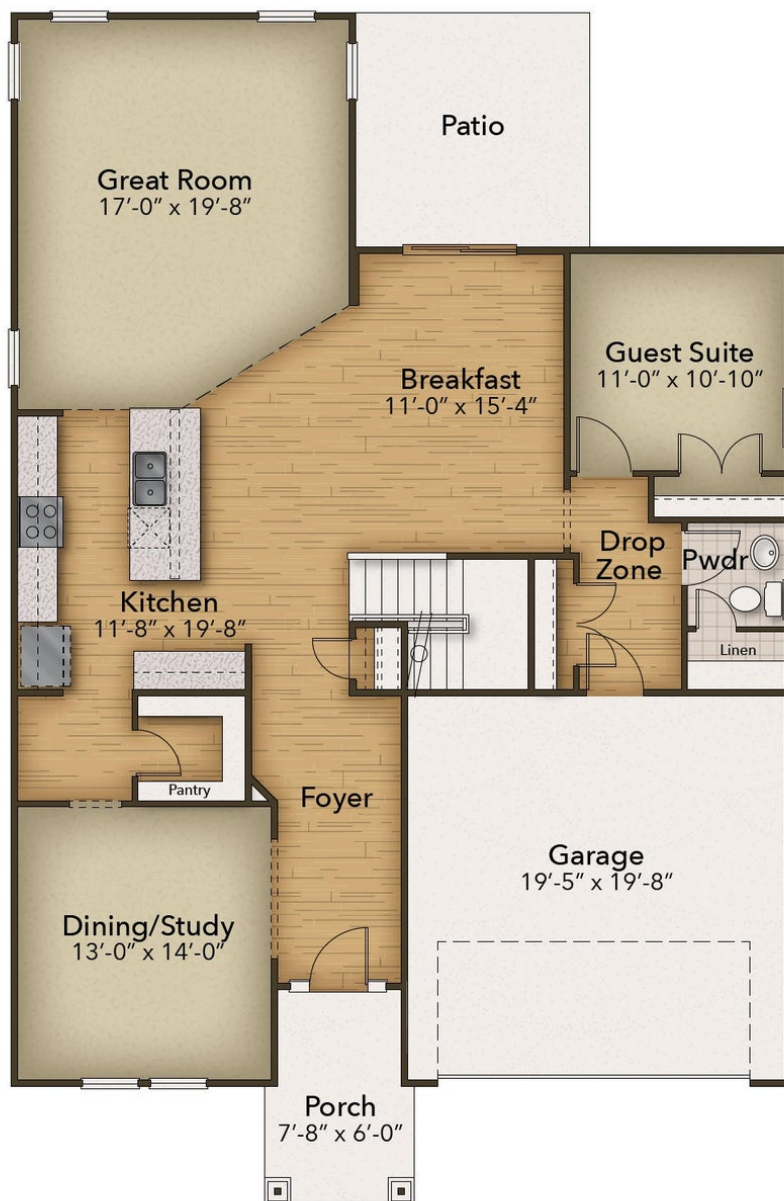 Patio
Great Room
17'-0” x 19'-8”
Guest Suite
11'-0” x 10'-10”
Breakfast
11'-0” x 15'-4”
Drop
Zone
Pwdr
Kitchen
11'-8” x 19'-8”
Linen
Pantry
Foyer
Garage
19'-5” x 19'-8”
Dining/Study
13'-0” x 14'-0”
Porch
7'-8” x 6'-0”